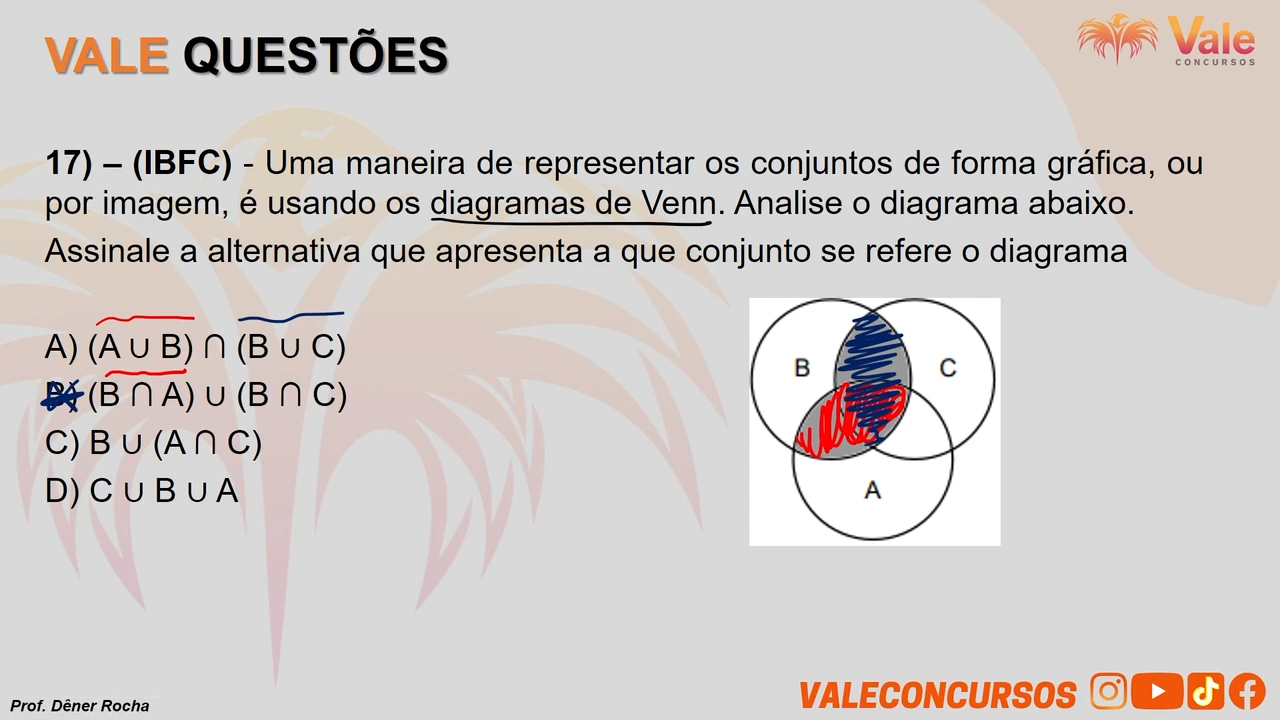 VALE QUESTÕES
Vale
CONCURSOS
17) – (IBFC) - Uma maneira de representar os conjuntos de forma gráfica, ou
por imagem, é usando os diagramas de Venn. Analise o diagrama abaixo.
Assinale a alternativa que apresenta a que conjunto se refere o diagrama
A) (A ∪ B) ∩ (B ∪ C)
B) (B ∩ A) ∪ (B ∩ C)
C) B ∪ (A ∩ C)
D) C ∪ B ∪ A
B
C
A
VALECONCURSOS
Prof. Dêner Rocha